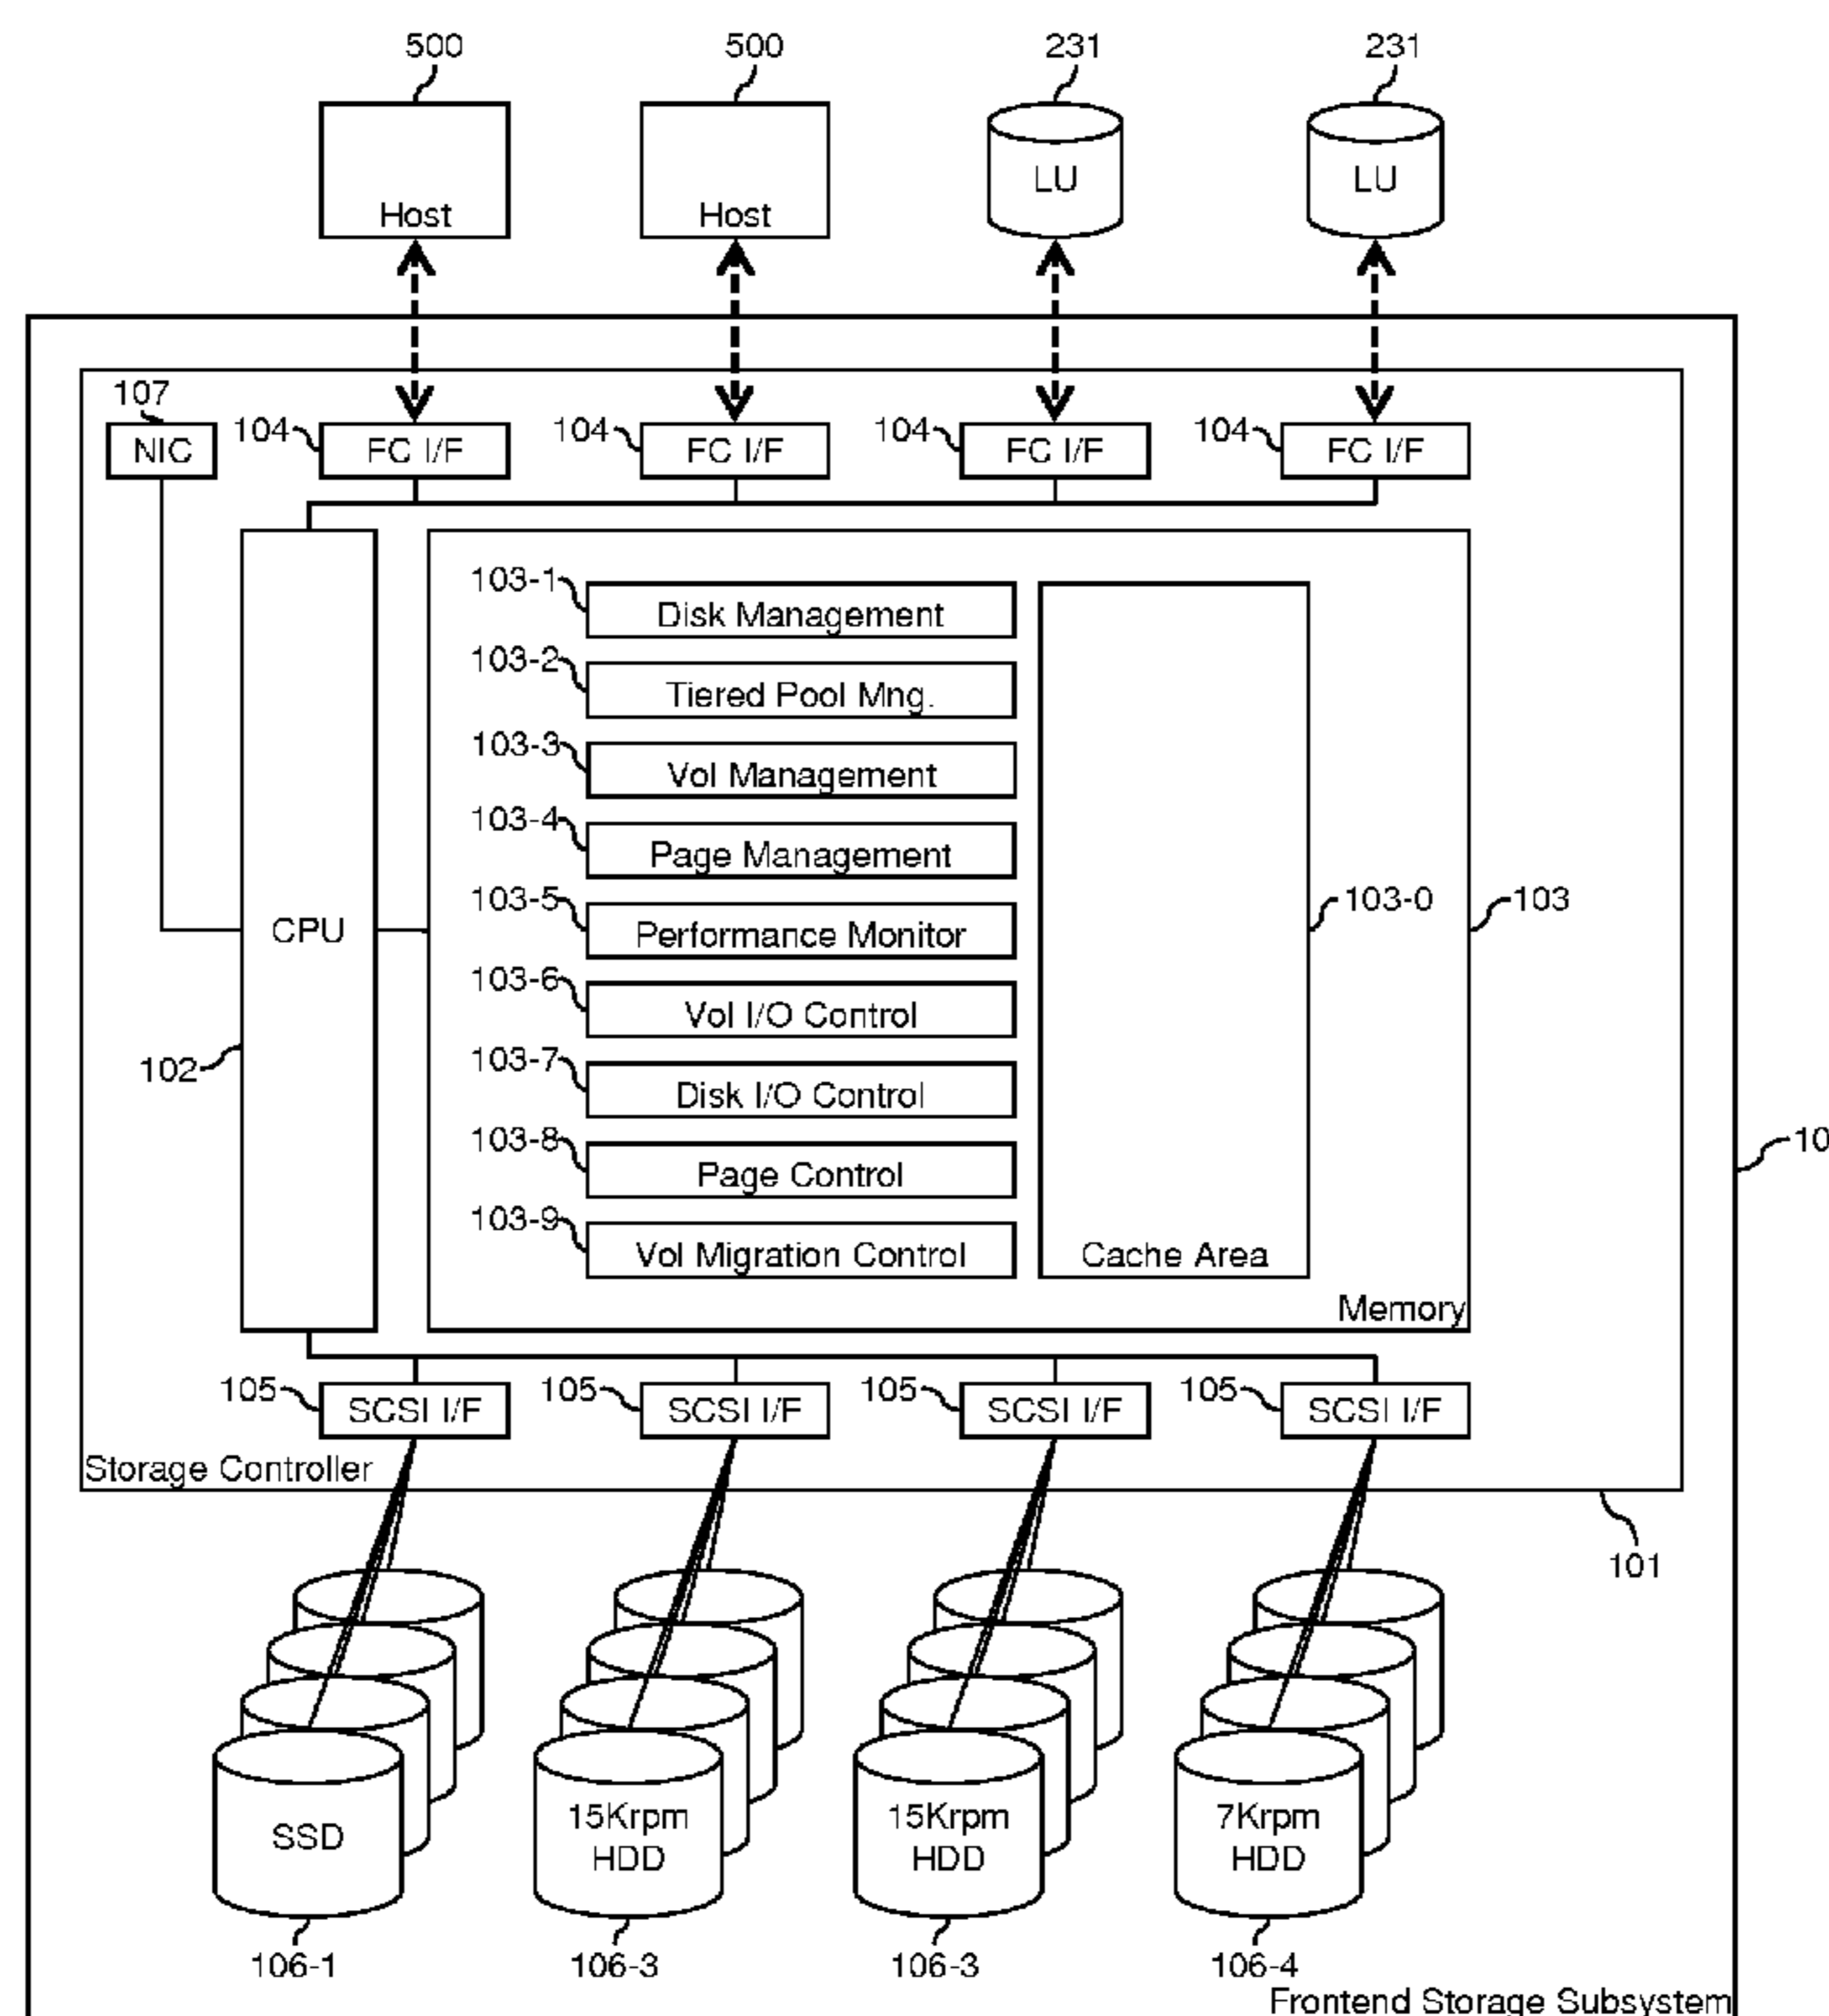 500 500 231 231
Host Host LU LU
107
104 104 104 104
NIC FC I/F FC I/F FC I/F FC I/F
103-1
Disk Management
103-2
Tiered Pool Mng.
103-3
Vol Management
103-4
Page Management
103-5 103-0 103
CPU Performance Monitor
103-6
Vol I/O Control
102
103-7
Disk I/O Control
103-8 10
Page Control
103-9
Vol Migration Control Cache Area
Memory
105 105 105 105
SCSI I/F SCSI I/F SCSI I/F SCSI I/F
Storage Controller
101
SSD 15Krpm 15Krpm 7Krpm
HDD HDD HDD
106-1 106-3 106-3 106-4
Frontend Storage Subsystem